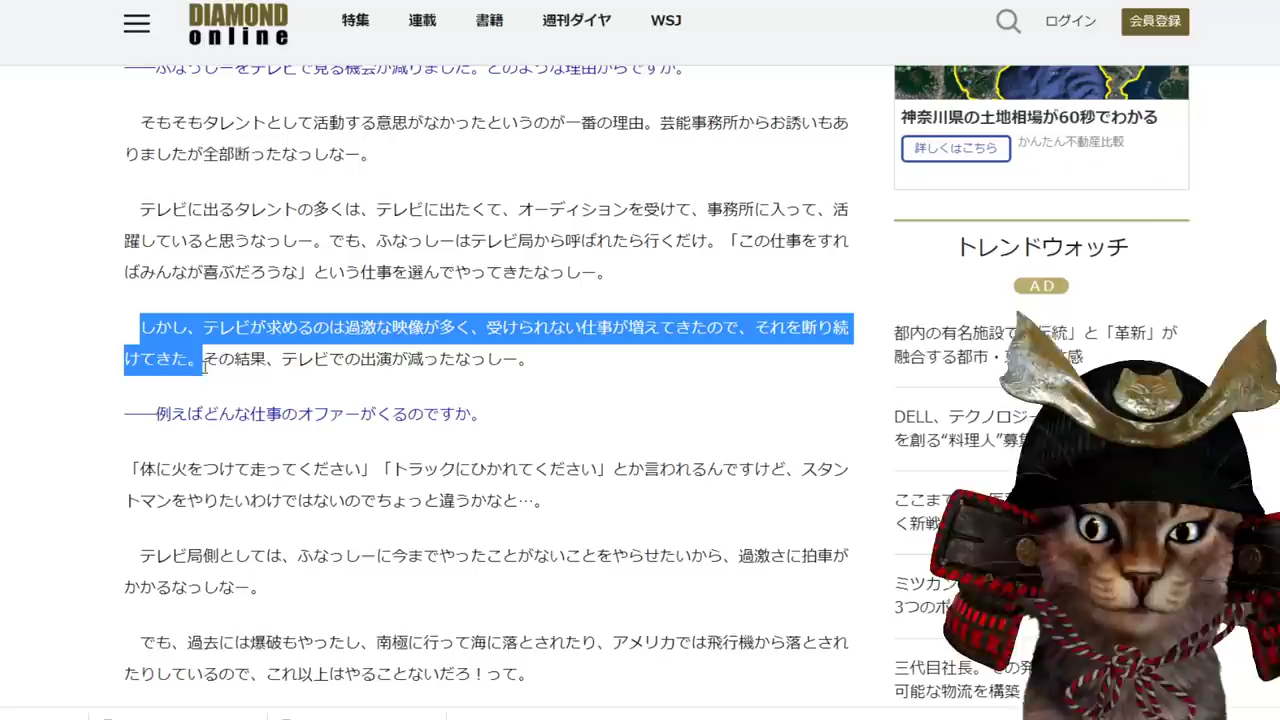 DIAMOND
online
特集 連載 書籍 週刊ダイヤ WSJ
ログイン 会員登録
――ふなっしーをテレビで見る機会が減りました。どのような理由からですか。
そもそもタレントとして活動する意思がなかったというのが一番の理由。芸能事務所からお誘いもあ
りましたが全部断ったなっしなー。
テレビに出るタレントの多くは、テレビに出たくて、オーディションを受けて、事務所に入って、活
躍していると思うなっしー。でも、ふなっしーはテレビ局から呼ばれたら行くだけ。「この仕事をすれ
ばみんなが喜ぶだろうな」という仕事を選んでやってきたなっしー。
しかし、テレビが求めるのは過激な映像が多く、受けられない仕事が増えてきたので、それを断り続
けてきた。その結果、テレビでの出演が減ったなっしー。
――例えばどんな仕事のオファーがくるのですか。
「体に火をつけて走ってください」「トラックにひかれてください」とか言われるんですけど、スタン
トマンをやりたいわけではないのでちょっと違うかなと…。
テレビ局側としては、ふなっしーに今までやったことがないことをやらせたいから、過激さに拍車が
かかるなっしなー。
でも、過去には爆破もやったし、南極に行って海に落とされたり、アメリカでは飛行機から落とされ
たりしているので、これ以上はやることないだろ！って。
神奈川県の土地相場が60秒でわかる
詳しくはこちら かんたん不動産比較
トレンドウォッチ
AD
都内の有名施設で「伝統」と「革新」が
融合する都市・
DELL、テクノロジー
を創る“料理人”募集
ここまで
く新戦
ミツカン
3つのポ
三代目社長。その発
可能な物流を構築